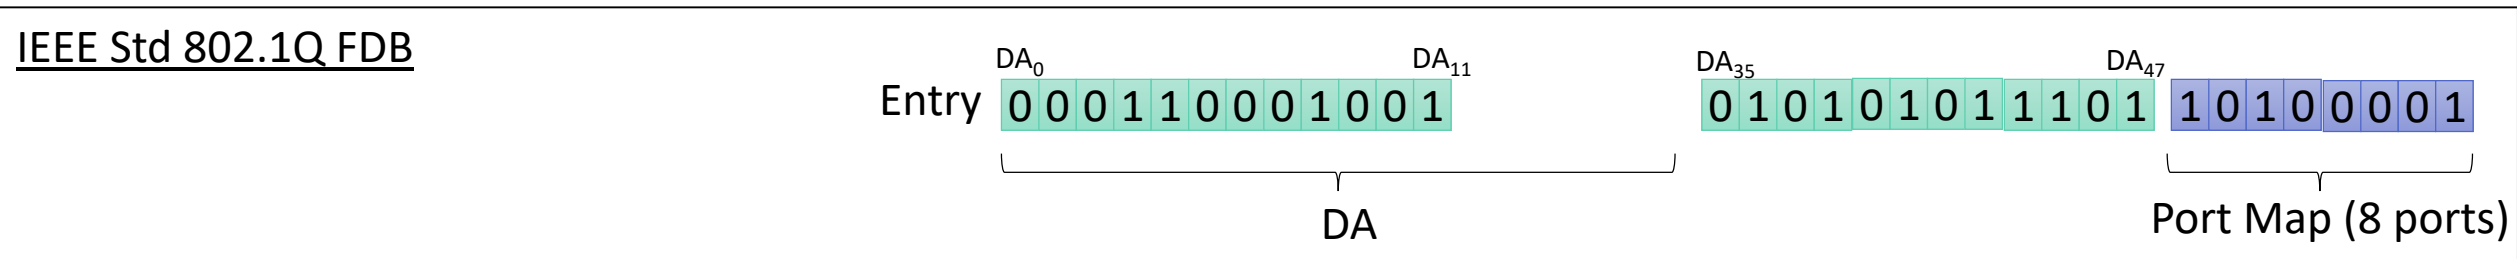 IEEE Std 802.1Q FDB
DA0 DA11 DA35 DA47
Entry 0 0 0 1 1 0 0 0 1 0 0 1 0 1 0 1 0 1 0 1 1 1 0 1 1 0 1 0 0 0 0 1
DA Port Map (8 ports)